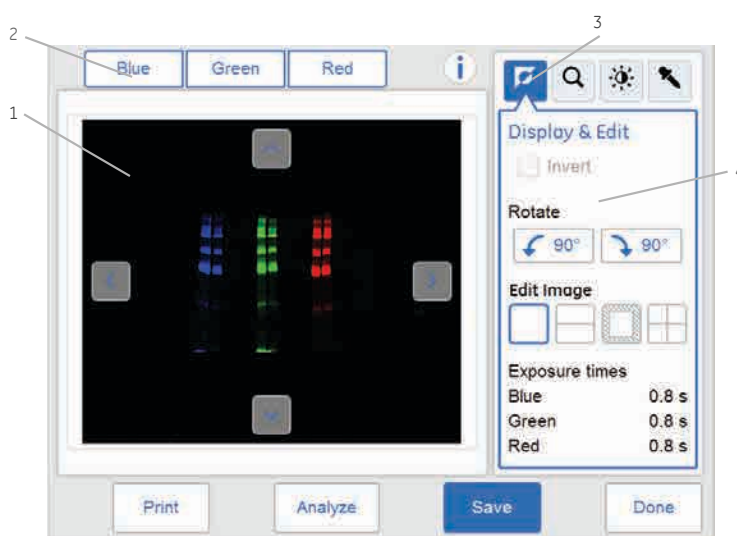 3
2
Blue Green Red i
1
Display & Edit
Invert
Rotate
90° 90°
Edit Image
Exposure times
Blue 0.8 s
Green 0.8 s
Red 0.8 s
Print Analyze Save Done